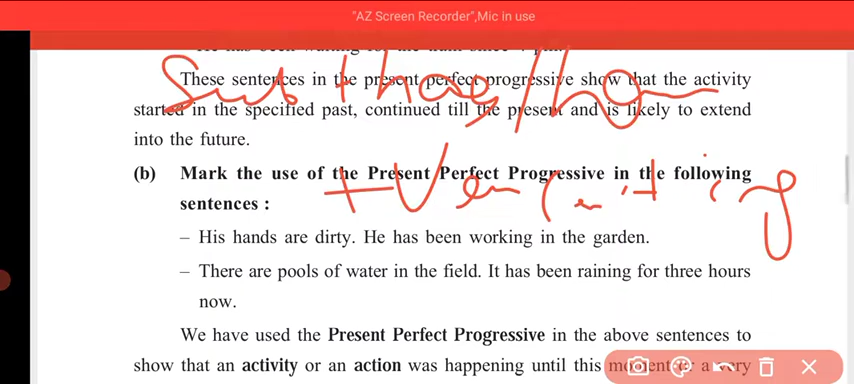 "AZ Screen Recorder",Mic in use
These sentences in the present perfect progressive show that the activity
started in the specified past, continued till the present and is likely to extend
into the future.
(b) Mark the use of the Present Perfect Progressive in the following
sentences :
– His hands are dirty. He has been working in the garden.
– There are pools of water in the field. It has been raining for three hours
now.
We have used the Present Perfect Progressive in the above sentences to
show that an activity or an action was happening until this moment or a very
Sub + has/
+ V
ing